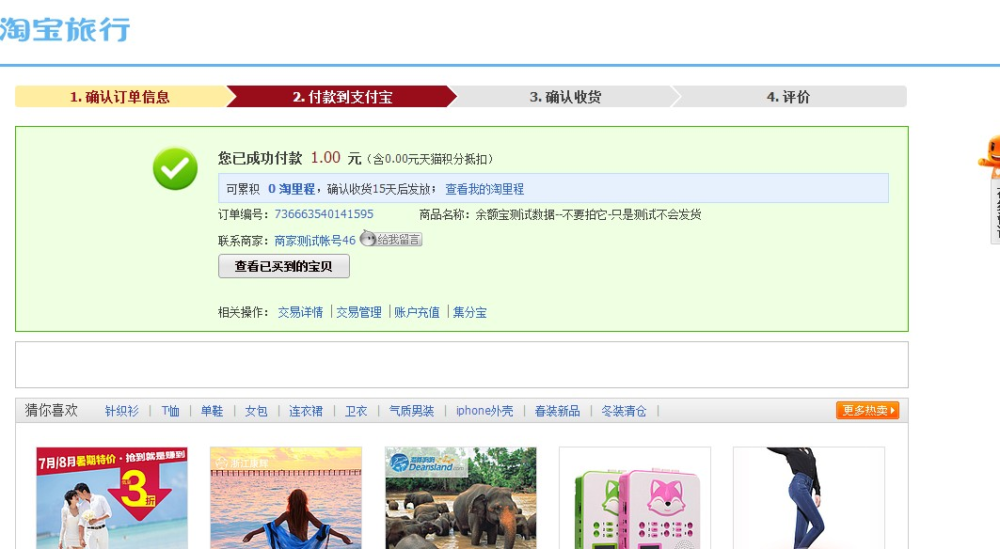 淘宝旅行
1. 确认订单信息
2. 付款到支付宝
3. 确认收货
4. 评价
您已成功付款 1.00 元（含0.00元天猫积分抵扣）
可累积 0 淘里程，确认收货15天后发放； 查看我的淘里程
订单编号：736663540141595 商品名称：余额宝测试数据--不要拍它-只是测试不会发货
联系商家：商家测试帐号46 给我留言
查看已买到的宝贝
相关操作： 交易详情 交易管理 账户充值 集分宝
猜你喜欢 针织衫 T恤 单鞋 女包 连衣裙 卫衣 气质男装 iphone外壳 春装新品 冬装清仓 更多热卖
7月/8月暑期特价·抢到就是赚到
3折
浙江康辉
Deansland.com